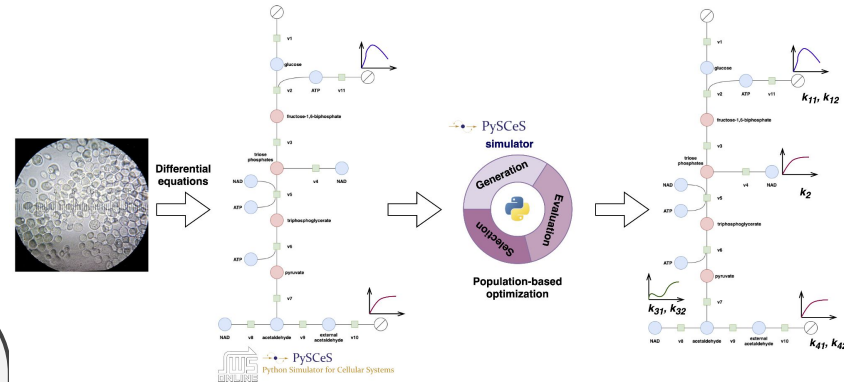 Differential
equations
v1
glucose
v2
ATP
v11
fructose-1,5-biphosphate
v3
triose
phosphates
v4
NAD
NAD
v5
ATP
triphosphoglycerate
v6
ATP
pyruvate
v7
NAD
v8
acetaldehyde
v9
external
acetaldehyde
v10
JWS
ONLINE
PySCeS
Python Simulator for Cellular Systems
PySCeS
simulator
Generation
Evaluation
Selection
Population-based
optimization
v1
glucose
v2
ATP
v11
k11, k12
fructose-1,5-biphosphate
v3
triose
phosphates
v4
NAD
k2
NAD
v5
ATP
triphosphoglycerate
v6
ATP
pyruvate
k31, k32
v7
NAD
v8
acetaldehyde
v9
external
acetaldehyde
v10
k41, k42